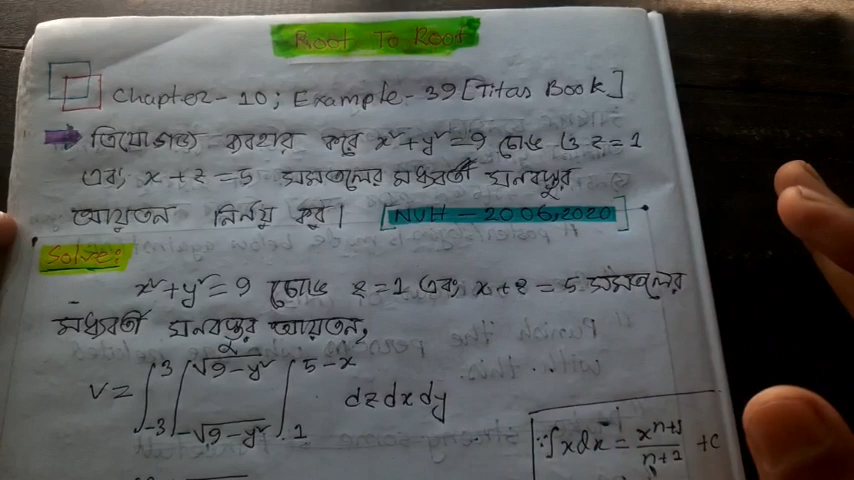 Root To Root
Chapter-10; Example-39 [Titas Book]
ত্রিযোগজ ব্যবহার করে x²+y²=9 চোঙ ও z=1
এবং x+z=5 সমতলের মধ্যবর্তী ঘনবস্তুর
আয়তন নির্ণয় কর। [NUH-2006,2020]
Solve:
x²+y²=9 চোঙ z=1 এবং x+z=5 সমতলের
মধ্যবর্তী ঘনবস্তুর আয়তন,
V= ∫₋₃³ ∫₋√(9-y²)^√(9-y²) ∫₁^(5-x) dz dx dy
∵∫x dx = xⁿ⁺¹/n+1 +c